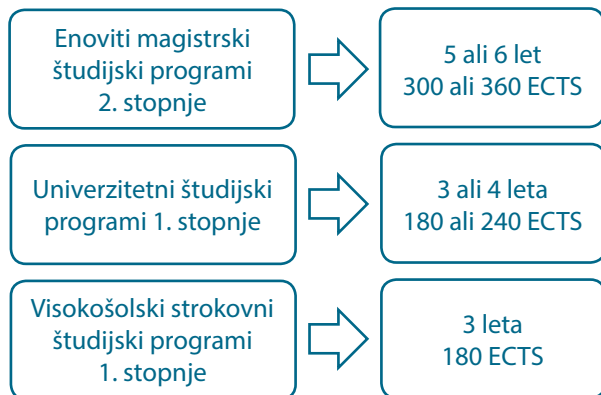 Enoviti magistrski
študijski programi
2. stopnje
5 ali 6 let
300 ali 360 ECTS
Univerzitetni študijski
programi 1. stopnje
3 ali 4 leta
180 ali 240 ECTS
Visokošolski strokovni
študijski programi
1. stopnje
3 leta
180 ECTS